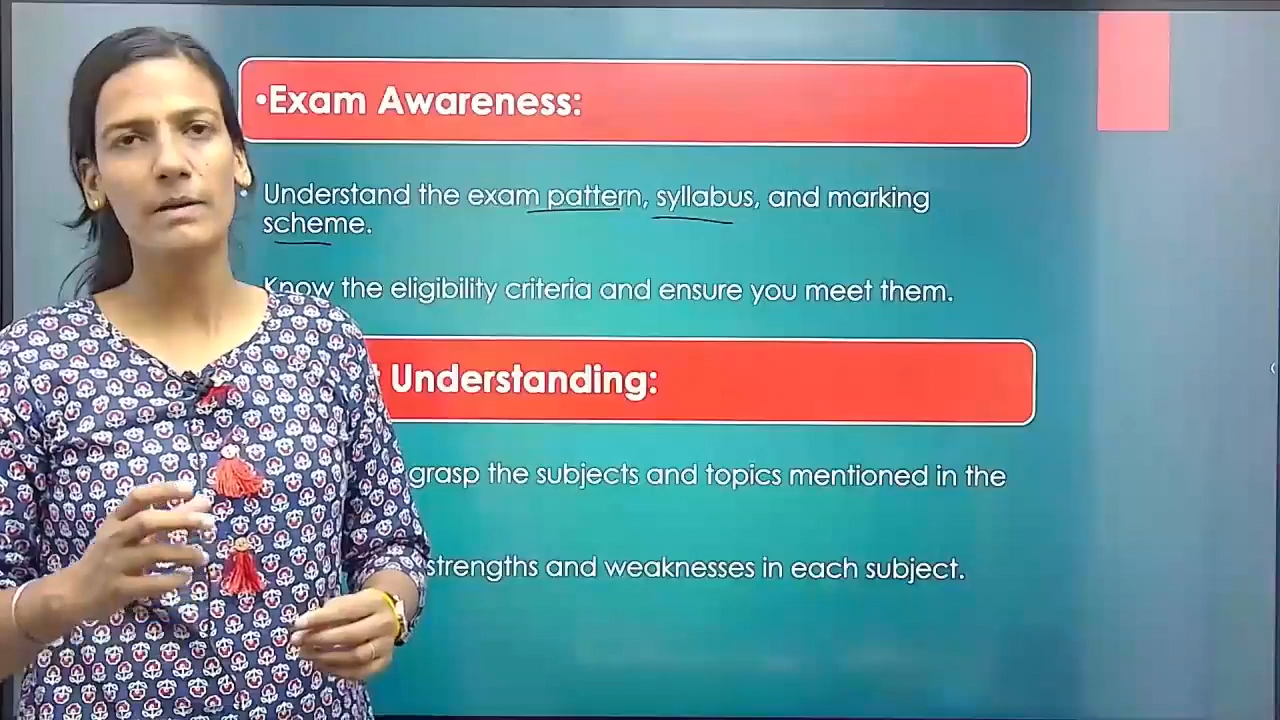 •Exam Awareness:
Understand the exam pattern, syllabus, and marking
scheme.
Know the eligibility criteria and ensure you meet them.
Understanding:
grasp the subjects and topics mentioned in the
strengths and weaknesses in each subject.